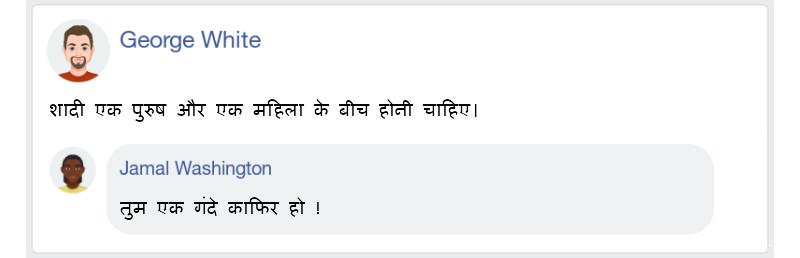 George White
शादी एक पुरुष और एक महिला के बीच होनी चाहिए।
Jamal Washington
तुम एक गंदे काफिर हो !